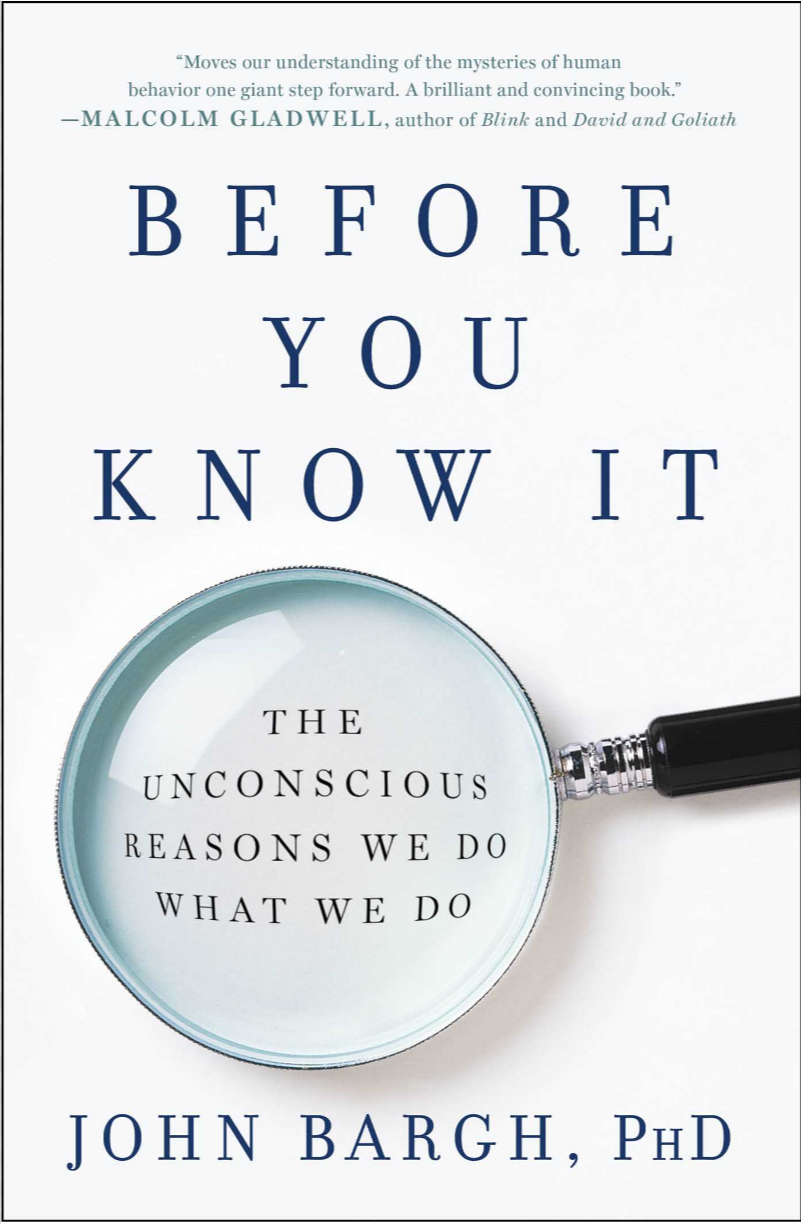 “Moves our understanding of the mysteries of human
behavior one giant step forward. A brilliant and convincing book.”
—MALCOLM GLADWELL, author of Blink and David and Goliath
BEFORE
YOU
KNOW IT
THE
UNCONSCIOUS
REASONS WE DO
WHAT WE DO
JOHN BARGH, PHD